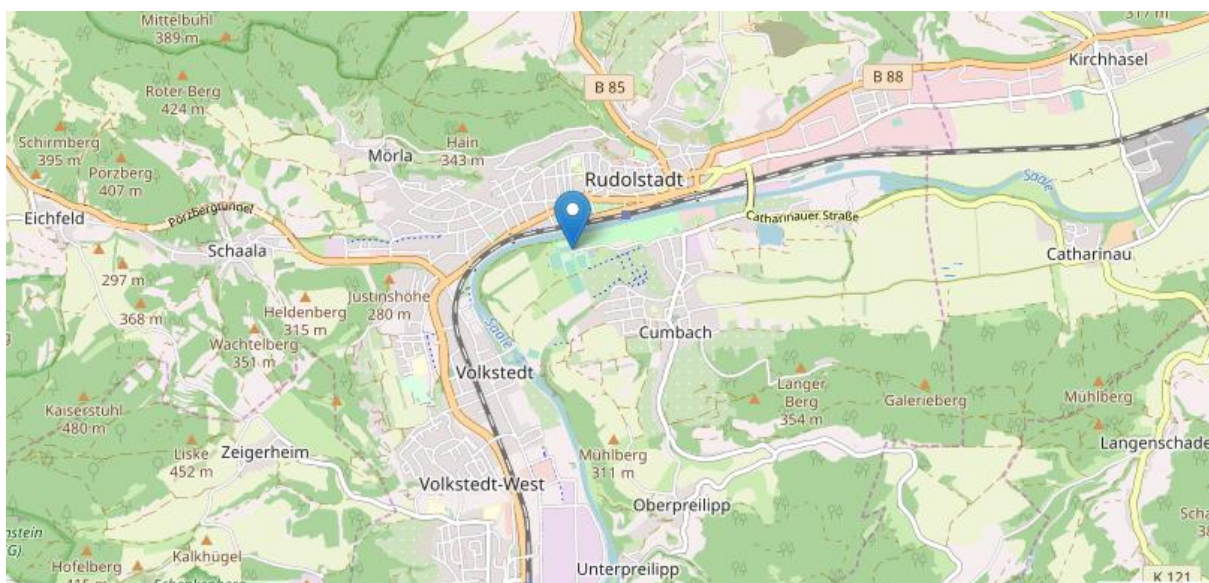 Mittelbühl
389 m
317 m
Kirchhasel
B 88
B 85
Roter Berg
424 m
Schirmberg
395 m
Hain
343 m
Mörla
Pörzberg
407 m
Rudolstadt
Saale
Eichfeld
Pörzbergtunnel
Catharinauer Straße
Schaala
Catharinau
297 m
Justinshöhe
280 m
Heldenberg
315 m
368 m
Saale
Wachtelberg
351 m
Cumbach
Volkstedt
Langer
Berg
354 m
Galerieberg
Mühlberg
Kaiserstuhl
480 m
Liske
452 m
Zeigerheim
Mühlberg
311 m
Langenschade
Volkstedt-West
Oberpreilipp
Kalkhügel
Hofelberg
Unterpreilipp
K 121